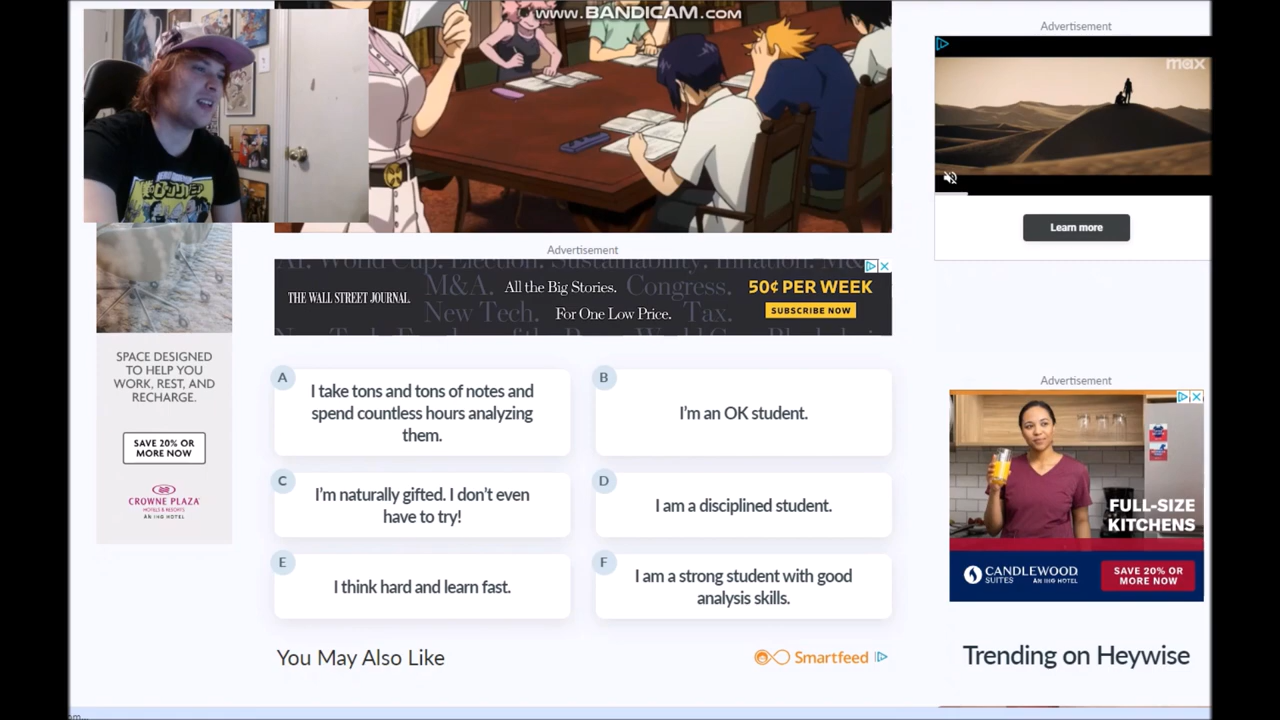 www.BANDICAM.com
Advertisement
max
Learn more
Advertisement
THE WALL STREET JOURNAL.
M&A.
All the Big Stories.
Congress.
New Tech.
For One Low Price.
Tax.
50¢ PER WEEK
SUBSCRIBE NOW
SPACE DESIGNED
TO HELP YOU
WORK, REST, AND
RECHARGE.
SAVE 20% OR
MORE NOW
CROWNE PLAZA
HOTELS & RESORTS
AN IHG HOTEL
A
I take tons and tons of notes and
spend countless hours analyzing
them.
B
I'm an OK student.
C
I'm naturally gifted. I don't even
have to try!
D
I am a disciplined student.
E
I think hard and learn fast.
F
I am a strong student with good
analysis skills.
Advertisement
FULL-SIZE
KITCHENS
CANDLEWOOD
SUITES
AN IHG HOTEL
SAVE 20% OR
MORE NOW
You May Also Like
Smartfeed
Trending on Heywise